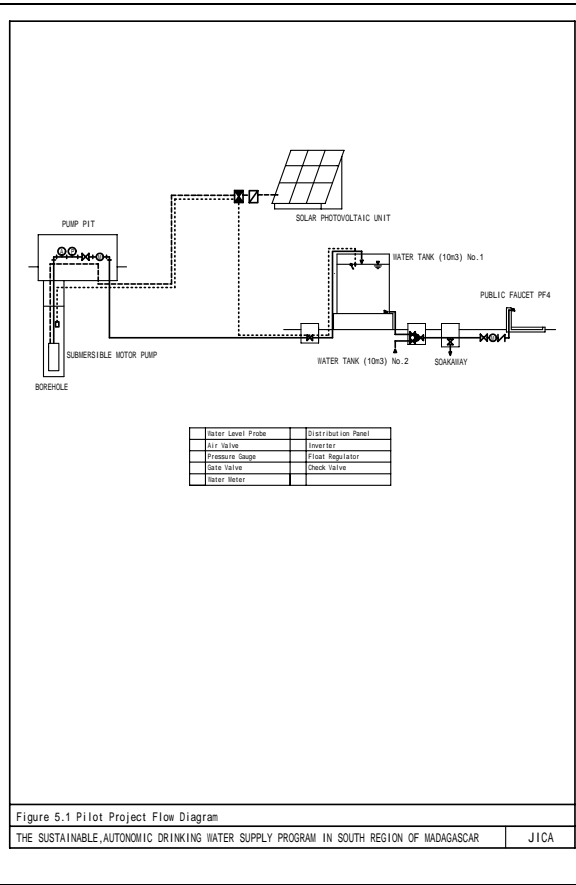 SOLAR PHOTOVOLTAIC UNIT
PUMP PIT
A P
M
WATER TANK (10m3) No.1
PUBLIC FAUCET PF4
SUBMERSIBLE MOTOR PUMP
WATER TANK (10m3) No.2
SOAKAWAY
BOREHOLE
Water Level Probe Distribution Panel
Air Valve Inverter
Pressure Gauge Float Regulator
Gate Valve Check Valve
Water Meter
Figure 5.1 Pilot Project Flow Diagram
THE SUSTAINABLE,AUTONOMIC DRINKING WATER SUPPLY PROGRAM IN SOUTH REGION OF MADAGASCAR JICA